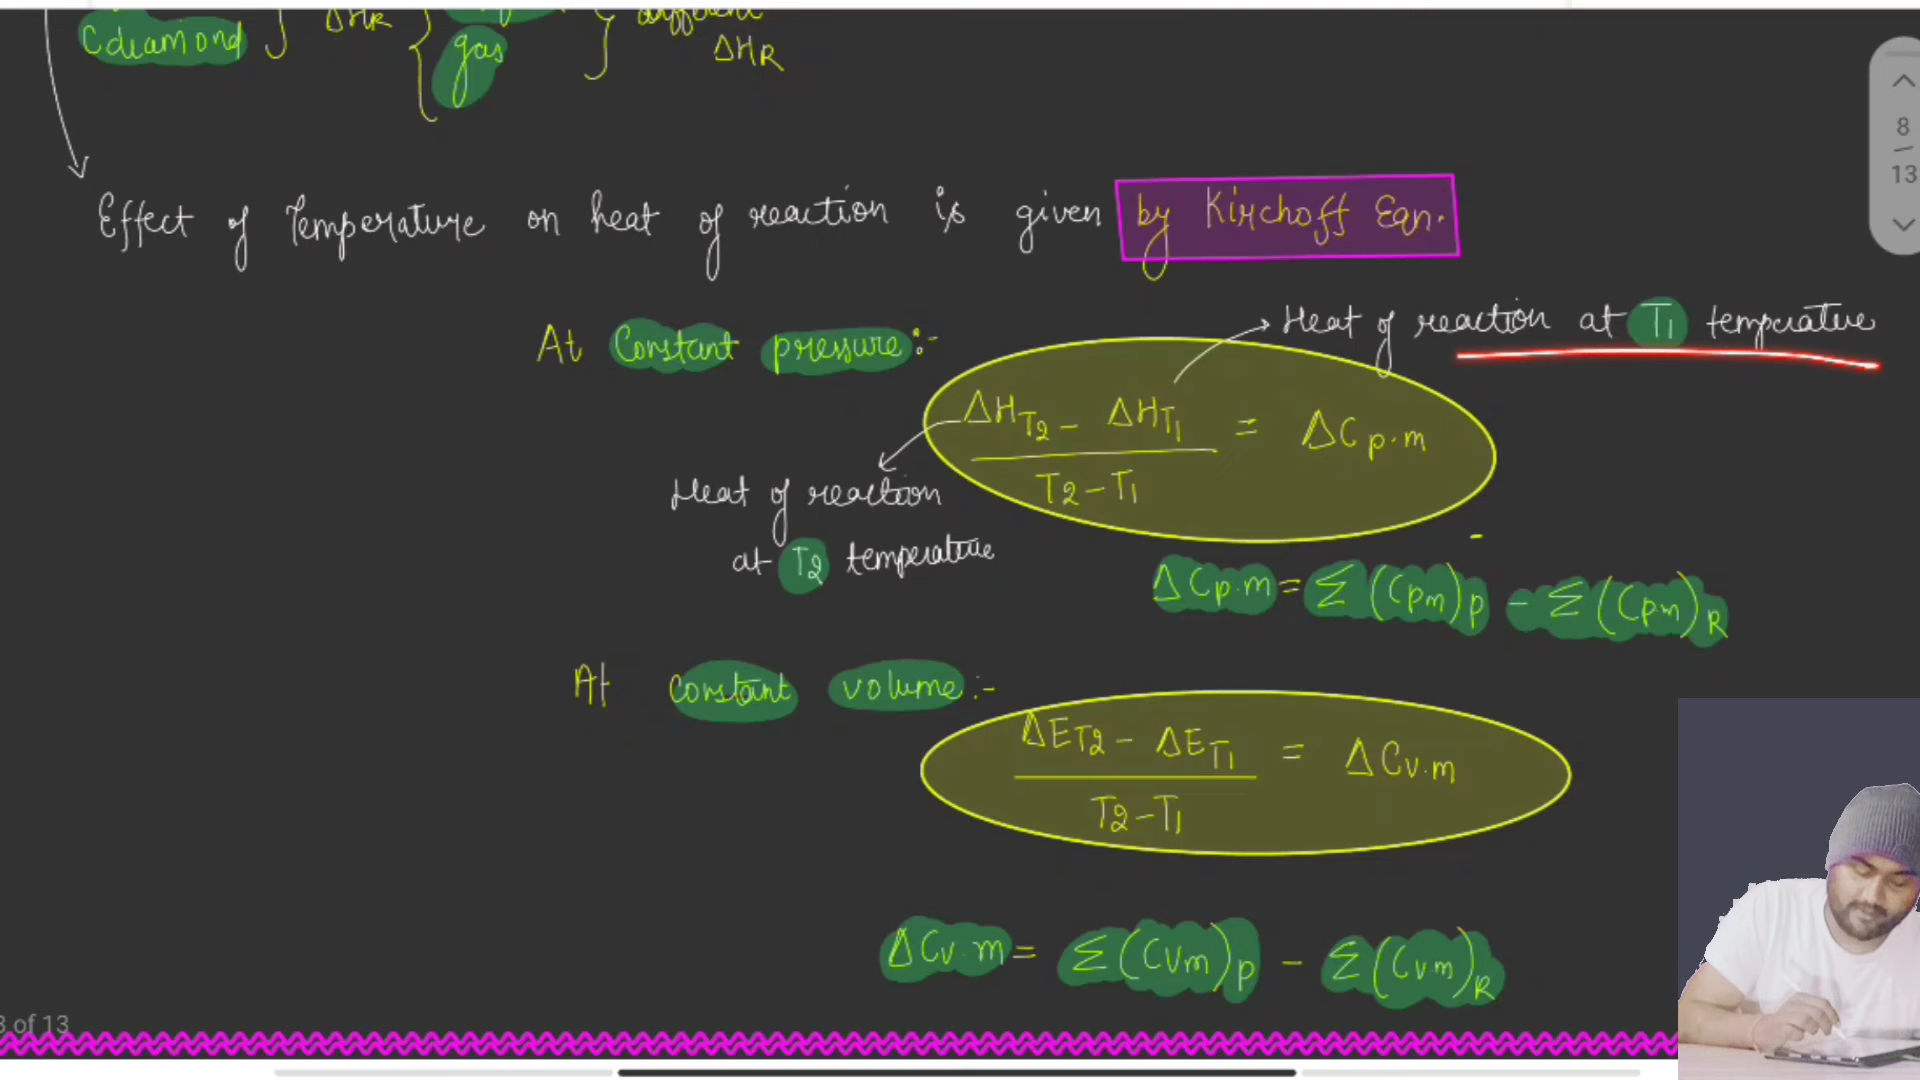 Cdiamond } ΔHR { gas } different
ΔHR
Effect of Temperature on heat of reaction is given by Kirchoff Eqn.
At Constant pressure:-
Heat of reaction at T1 temperature
ΔHT2 - ΔHT1 / T2-T1 = ΔCp.m
Heat of reaction
at T2 temperature
ΔCp.m = Σ(Cpm)p - Σ(Cpm)R
At Constant volume:-
ΔET2 - ΔET1 / T2-T1 = ΔCv.m
ΔCv.m = Σ(Cvm)p - Σ(Cvm)R
8
13
of 13